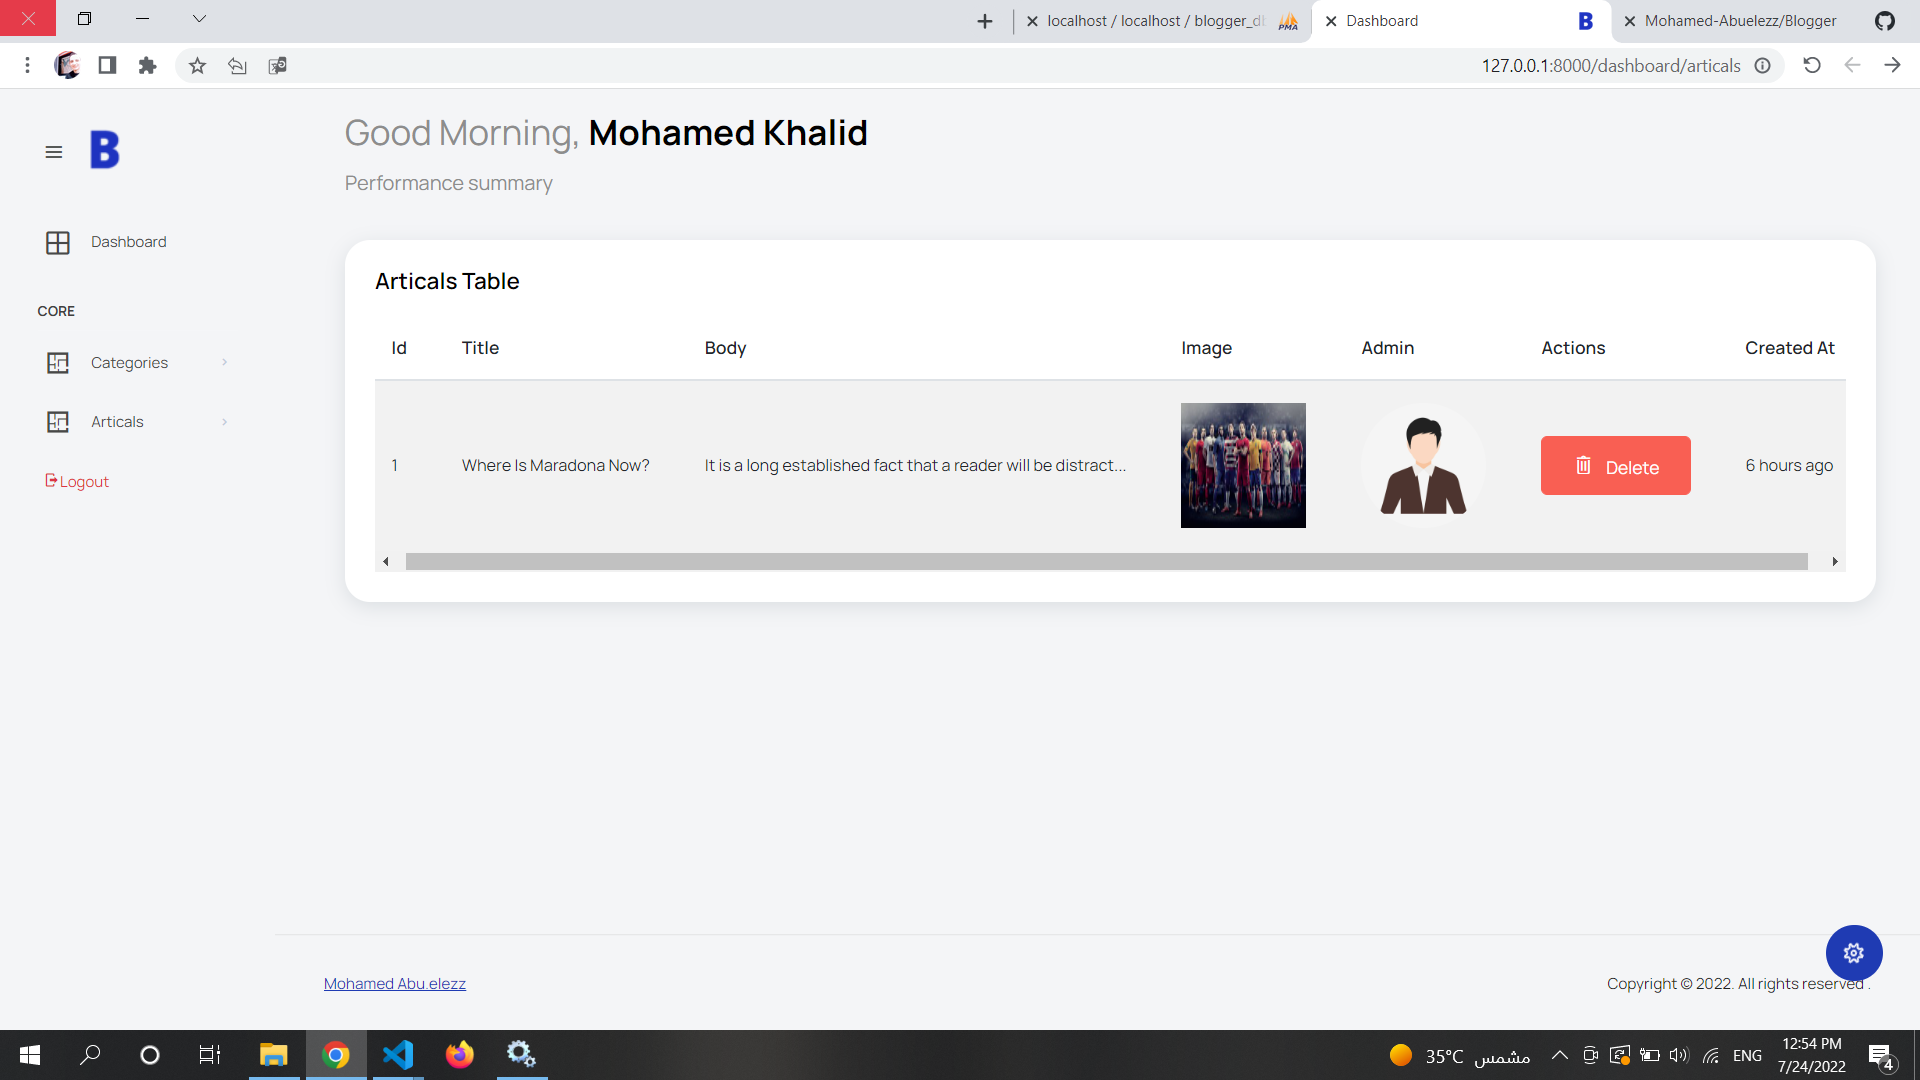 localhost / localhost / blogger_db
PMA
Dashboard
B
Mohamed-Abuelezz/Blogger
127.0.0.1:8000/dashboard/articals
B
Good Morning, Mohamed Khalid
Performance summary
Dashboard
CORE
Categories
Articals
Logout
Articals Table
Id Title Body Image Admin Actions Created At
1 Where Is Maradona Now? It is a long established fact that a reader will be distract... Delete 6 hours ago
Mohamed Abu.elezz
Copyright © 2022. All rights reserved .
35°C مشمس
ENG
12:54 PM
7/24/2022
4